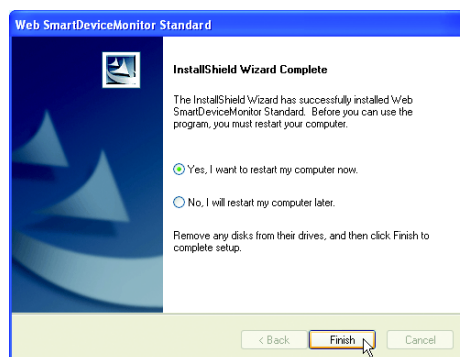 Web SmartDeviceMonitor Standard
InstallShield Wizard Complete
The InstallShield Wizard has successfully installed Web
SmartDeviceMonitor Standard. Before you can use the
program, you must restart your computer.
Yes, I want to restart my computer now.
No, I will restart my computer later.
Remove any disks from their drives, and then click Finish to
complete setup.
< Back Finish Cancel